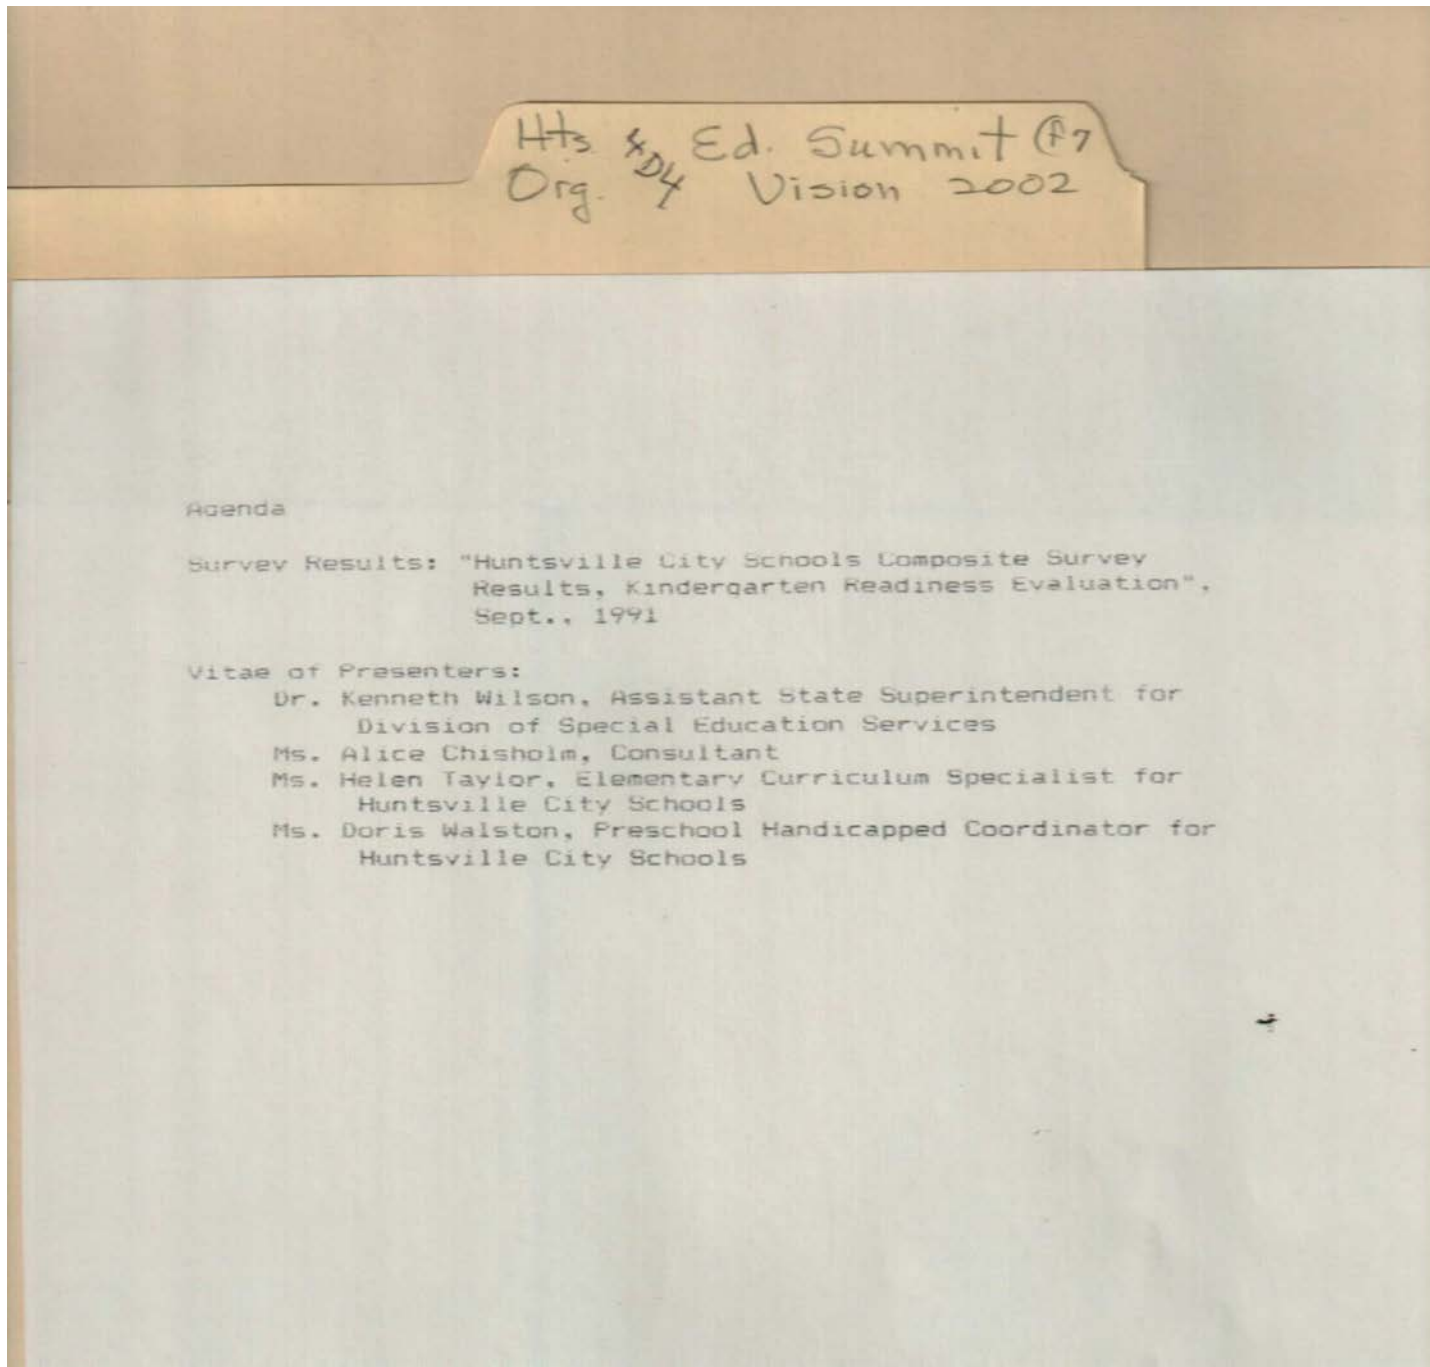 Hts Ed. Summit
Org. D4 Vision 2002
Agenda
Survey Results: "Huntsville City Schools Composite Survey
Results, Kindergarten Readiness Evaluation",
Sept., 1991
Vitae of Presenters:
Dr. Kenneth Wilson, Assistant State Superintendent for
Division of Special Education Services
Ms. Alice Chisholm, Consultant
Ms. Helen Taylor, Elementary Curriculum Specialist for
Huntsville City Schools
Ms. Doris Walston, Preschool Handicapped Coordinator for
Huntsville City Schools